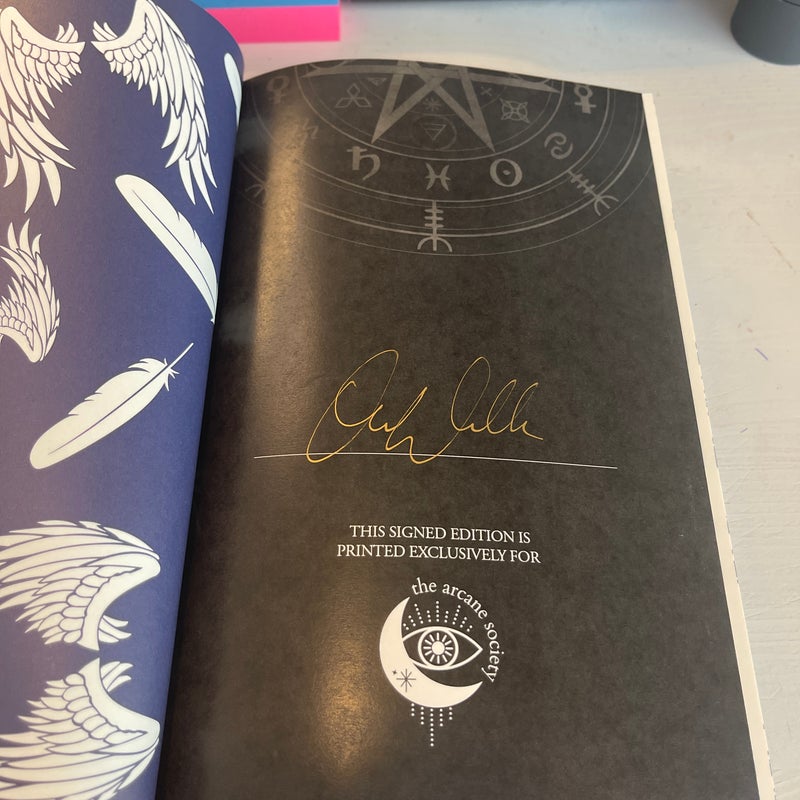 THIS SIGNED EDITION IS
PRINTED EXCLUSIVELY FOR
the arcane society